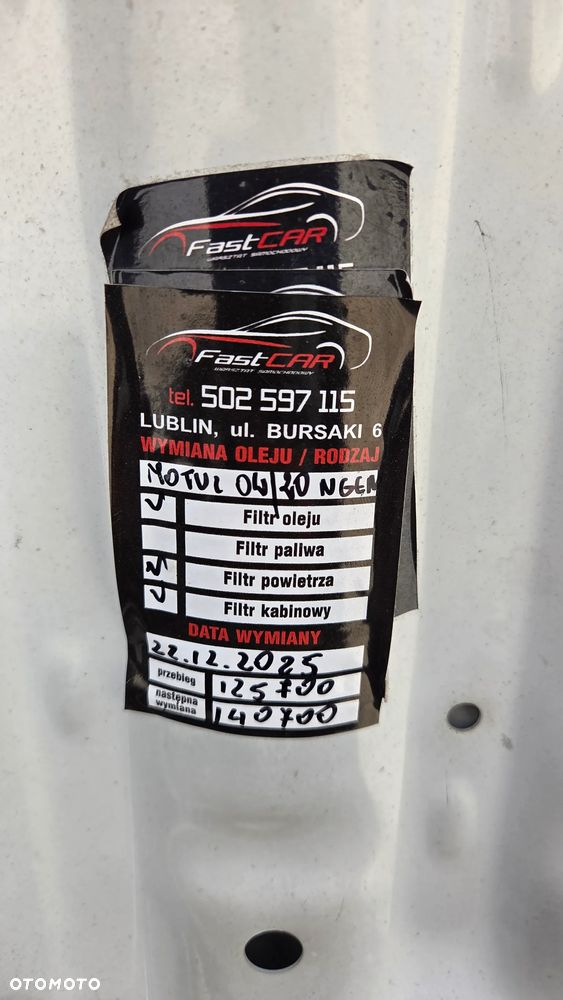 FastCAR
WARSZTAT SAMOCHODOWY
FastCAR
WARSZTAT SAMOCHODOWY
tel. 502 597 115
LUBLIN, ul. BURSAKI 6
WYMIANA OLEJU / RODZAJ
MOTUL 0W/20 NGEN
Filtr oleju
Filtr paliwa
Filtr powietrza
Filtr kabinowy
DATA WYMIANY
22.12.2025
przebieg 125700
następna wymiana 140700
OTOMOTO